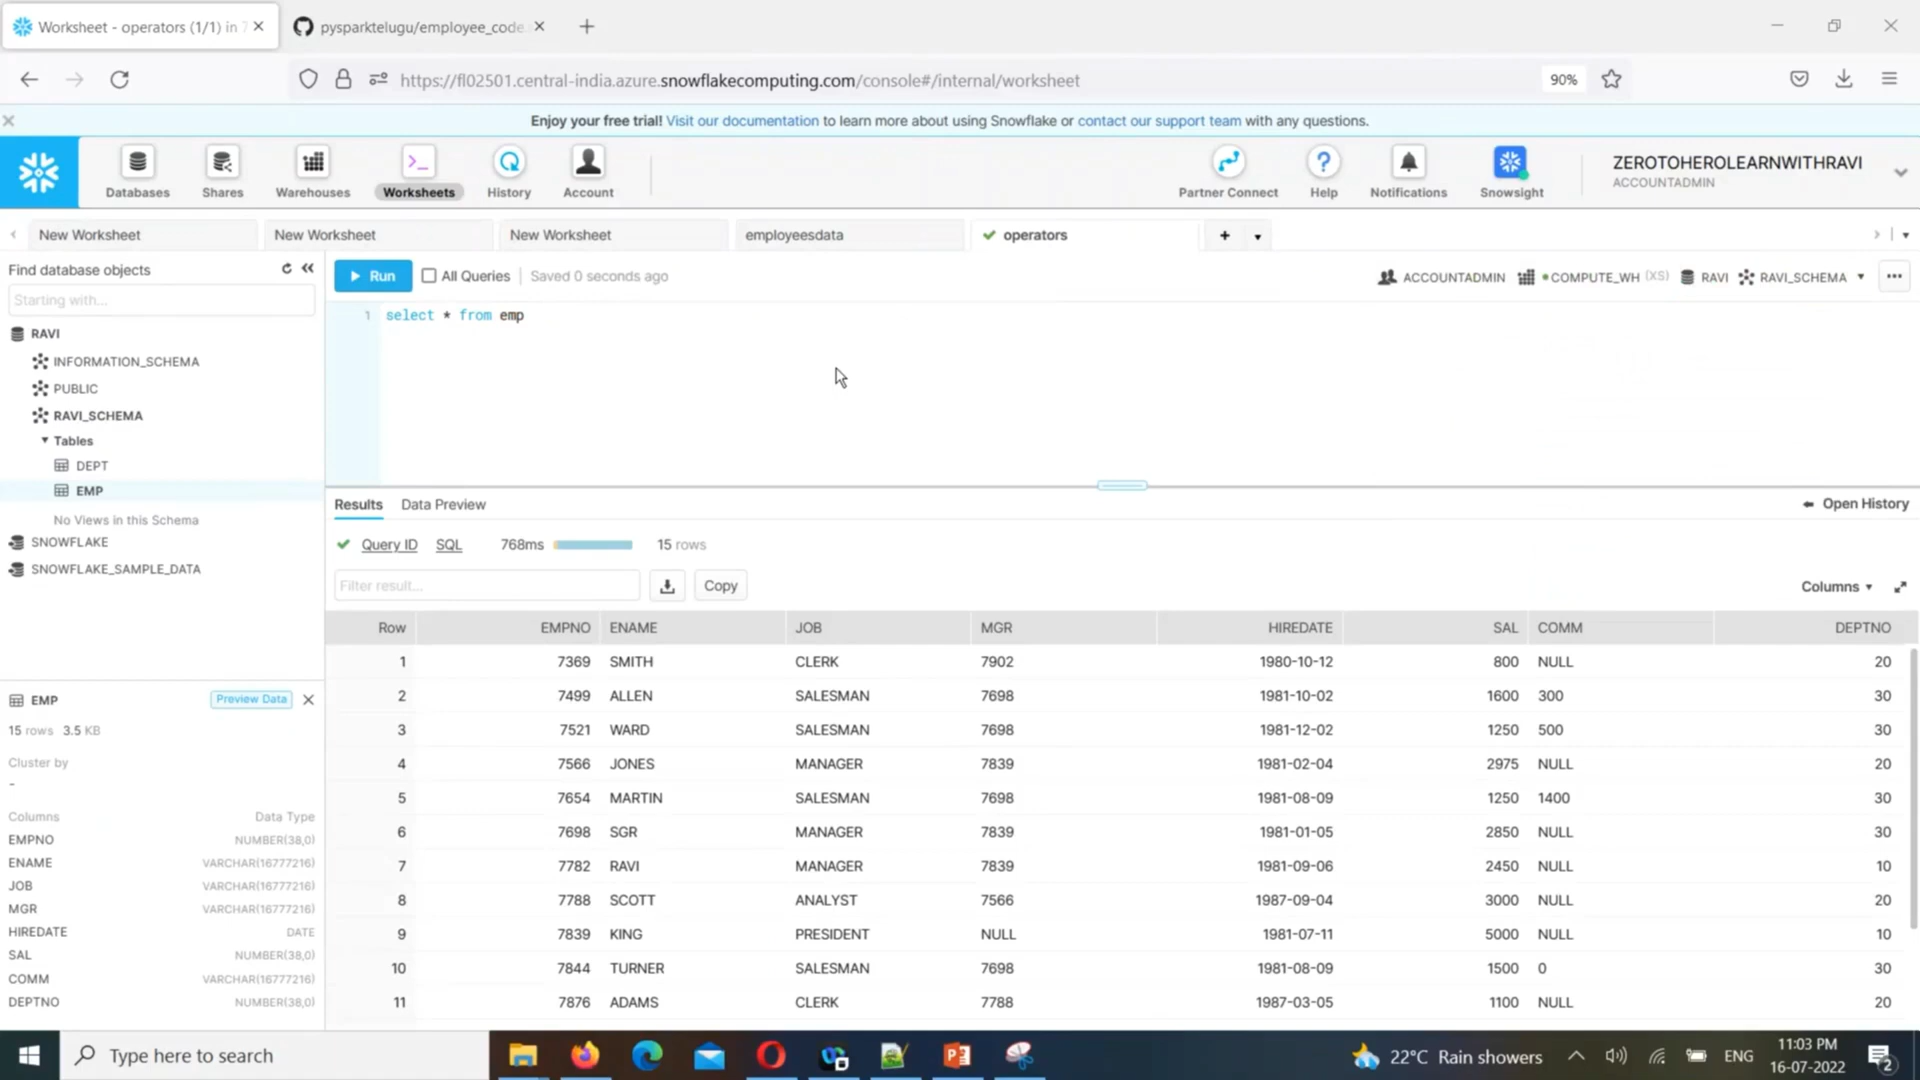 Worksheet - operators (1/1) in 7
pysparktelugu/employee_code.
https://fl02501.central-india.azure.snowflakecomputing.com/console#/internal/worksheet
90%
Enjoy your free trial! Visit our documentation to learn more about using Snowflake or contact our support team with any questions.
Databases
Shares
Warehouses
Worksheets
History
Account
Partner Connect
Help
Notifications
Snowsight
ZEROTOHEROLEARNWITHRAVI
ACCOUNTADMIN
New Worksheet
New Worksheet
New Worksheet
employeesdata
operators
Find database objects
Starting with...
RAVI
INFORMATION_SCHEMA
PUBLIC
RAVI_SCHEMA
Tables
DEPT
EMP
No Views in this Schema
SNOWFLAKE
SNOWFLAKE_SAMPLE_DATA
Run
All Queries
Saved 0 seconds ago
ACCOUNTADMIN
COMPUTE_WH (XS)
RAVI
RAVI_SCHEMA
1 select * from emp
Results
Data Preview
Open History
Query ID
SQL
768ms
15 rows
Filter result...
Copy
Columns
Row EMPNO ENAME JOB MGR HIREDATE SAL COMM DEPTNO
1 7369 SMITH CLERK 7902 1980-10-12 800 NULL 20
2 7499 ALLEN SALESMAN 7698 1981-10-02 1600 300 30
3 7521 WARD SALESMAN 7698 1981-12-02 1250 500 30
4 7566 JONES MANAGER 7839 1981-02-04 2975 NULL 20
5 7654 MARTIN SALESMAN 7698 1981-08-09 1250 1400 30
6 7698 SGR MANAGER 7839 1981-01-05 2850 NULL 30
7 7782 RAVI MANAGER 7839 1981-09-06 2450 NULL 10
8 7788 SCOTT ANALYST 7566 1987-09-04 3000 NULL 20
9 7839 KING PRESIDENT NULL 1981-07-11 5000 NULL 10
10 7844 TURNER SALESMAN 7698 1981-08-09 1500 0 30
11 7876 ADAMS CLERK 7788 1987-03-05 1100 NULL 20
EMP
Preview Data
15 rows 3.5 KB
Cluster by
-
Columns Data Type
EMPNO NUMBER(38,0)
ENAME VARCHAR(16777216)
JOB VARCHAR(16777216)
MGR VARCHAR(16777216)
HIREDATE DATE
SAL NUMBER(38,0)
COMM VARCHAR(16777216)
DEPTNO NUMBER(38,0)
Type here to search
22°C Rain showers
ENG
11:03 PM
16-07-2022
2